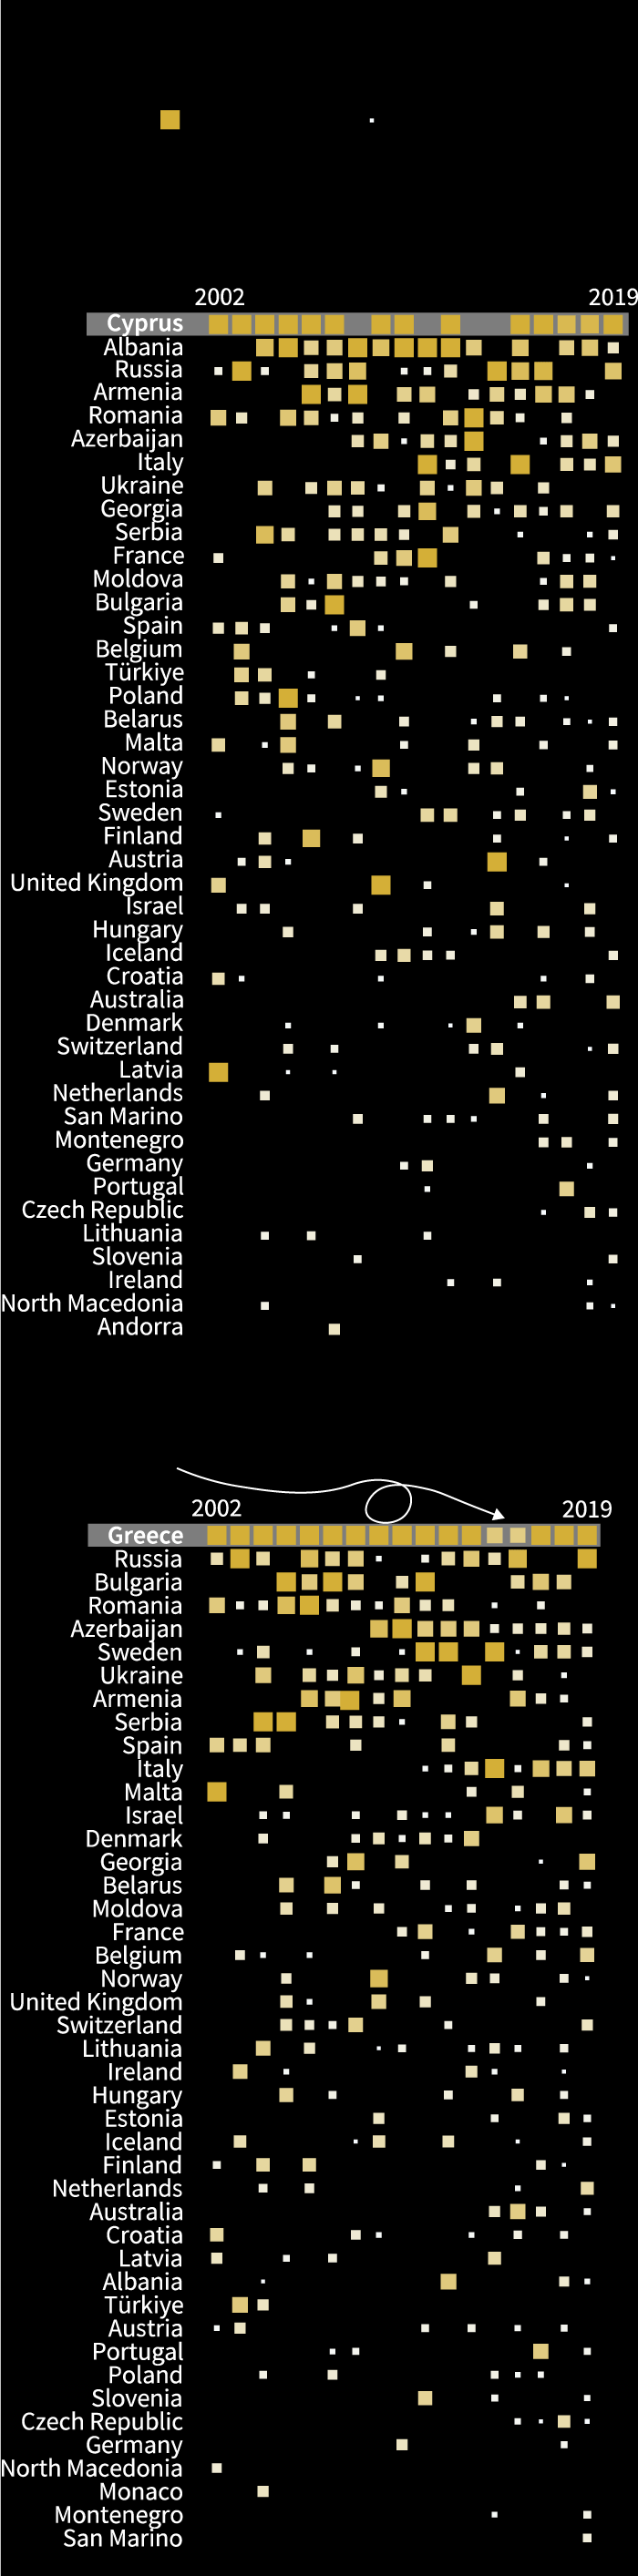 2002 2019
Cyprus
Albania
Russia
Armenia
Romania
Azerbaijan
Italy
Ukraine
Georgia
Serbia
France
Moldova
Bulgaria
Spain
Belgium
Türkiye
Poland
Belarus
Malta
Norway
Estonia
Sweden
Finland
Austria
United Kingdom
Israel
Hungary
Iceland
Croatia
Australia
Denmark
Switzerland
Latvia
Netherlands
San Marino
Montenegro
Germany
Portugal
Czech Republic
Lithuania
Slovenia
Ireland
North Macedonia
Andorra
2002 2019
Greece
Russia
Bulgaria
Romania
Azerbaijan
Sweden
Ukraine
Armenia
Serbia
Spain
Italy
Malta
Israel
Denmark
Georgia
Belarus
Moldova
France
Belgium
Norway
United Kingdom
Switzerland
Lithuania
Ireland
Hungary
Estonia
Iceland
Finland
Netherlands
Australia
Croatia
Latvia
Albania
Türkiye
Austria
Portugal
Poland
Slovenia
Czech Republic
Germany
North Macedonia
Monaco
Montenegro
San Marino